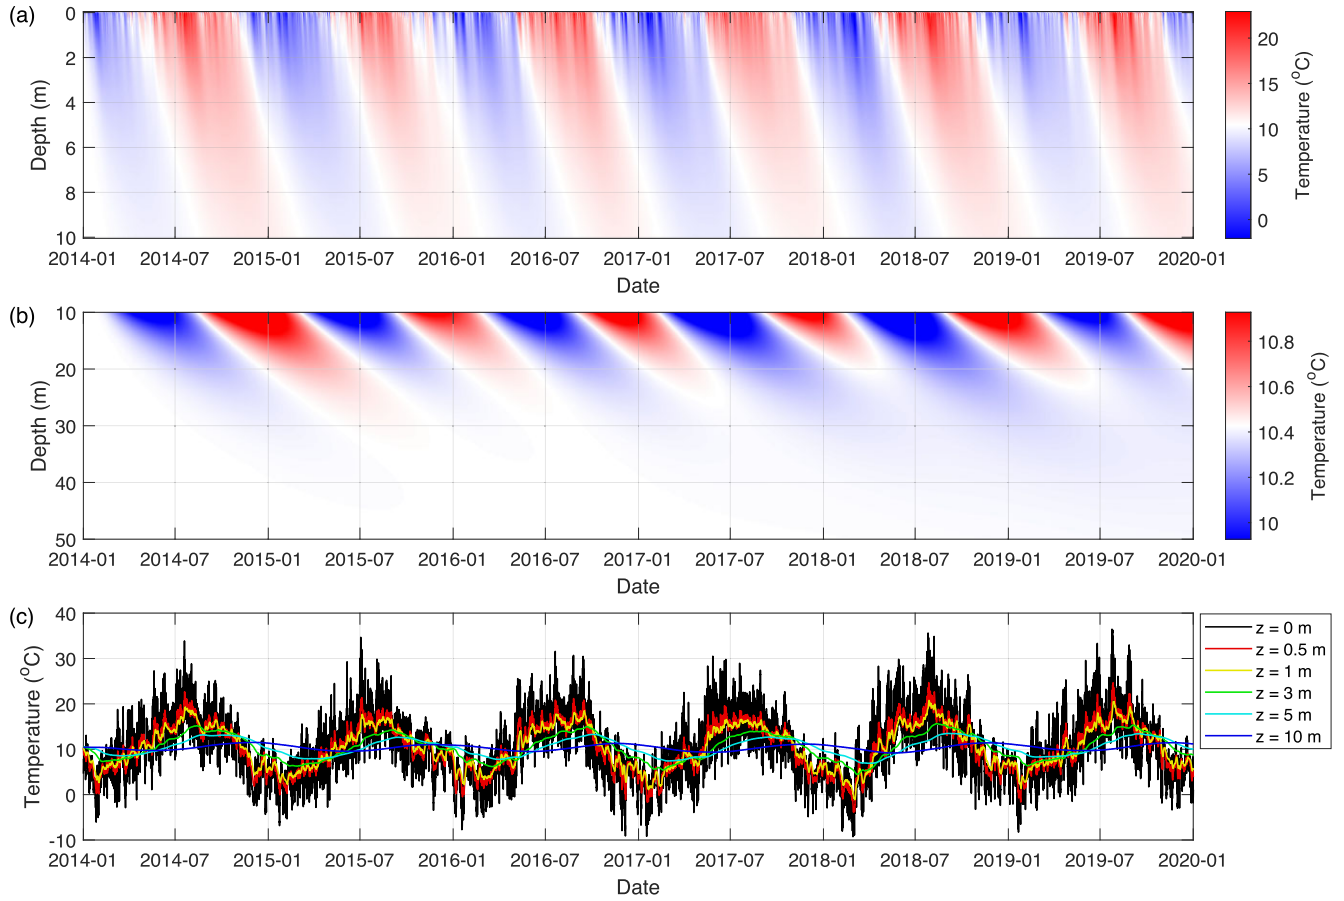 (a)
0
2
4
6
8
10
Depth (m)
2014-01 2014-07 2015-01 2015-07 2016-01 2016-07 2017-01 2017-07 2018-01 2018-07 2019-01 2019-07 2020-01
Date
20
15
10
5
0
Temperature (°C)
(b)
10
20
30
40
50
Depth (m)
2014-01 2014-07 2015-01 2015-07 2016-01 2016-07 2017-01 2017-07 2018-01 2018-07 2019-01 2019-07 2020-01
Date
10.8
10.6
10.4
10.2
10
Temperature (°C)
(c)
40
30
20
10
0
-10
Temperature (°C)
2014-01 2014-07 2015-01 2015-07 2016-01 2016-07 2017-01 2017-07 2018-01 2018-07 2019-01 2019-07 2020-01
Date
z = 0 m
z = 0.5 m
z = 1 m
z = 3 m
z = 5 m
z = 10 m